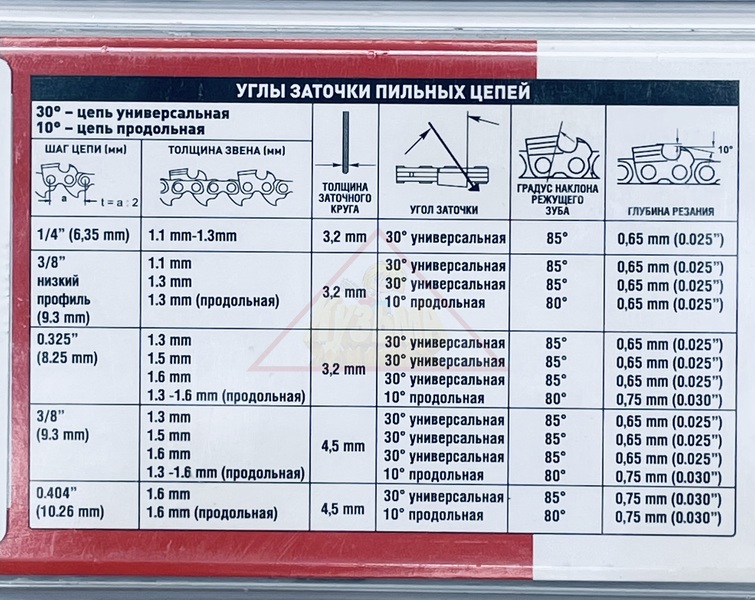 УГЛЫ ЗАТОЧКИ ПИЛЬНЫХ ЦЕПЕЙ
30° – цепь универсальная
10° – цепь продольная
ШАГ ЦЕПИ (мм)
ТОЛЩИНА ЗВЕНА (мм)
a
t = a : 2
ТОЛЩИНА
ЗАТОЧНОГО
КРУГА
УГОЛ ЗАТОЧКИ
ГРАДУС НАКЛОНА
РЕЖУЩЕГО
ЗУБА
10°
ГЛУБИНА РЕЗАНИЯ
1/4” (6,35 mm) 1.1 mm-1.3mm 3,2 mm 30° универсальная 85° 0,65 mm (0.025”)
3/8” 1.1 mm 30° универсальная 85° 0,65 mm (0.025”)
низкий 1.3 mm 3,2 mm 30° универсальная 85° 0,65 mm (0.025”)
профиль 1.3 mm (продольная) 10° продольная 80° 0,65 mm (0.025”)
(9.3 mm)
0.325” 1.3 mm 30° универсальная 85° 0,65 mm (0.025”)
(8.25 mm) 1.5 mm 3,2 mm 30° универсальная 85° 0,65 mm (0.025”)
1.6 mm 30° универсальная 85° 0,65 mm (0.025”)
1.3 -1.6 mm (продольная) 10° продольная 80° 0,75 mm (0.030”)
3/8” 1.3 mm 30° универсальная 85° 0,65 mm (0.025”)
(9.3 mm) 1.5 mm 4,5 mm 30° универсальная 85° 0,65 mm (0.025”)
1.6 mm 30° универсальная 85° 0,65 mm (0.025”)
1.3 -1.6 mm (продольная) 10° продольная 80° 0,75 mm (0.030”)
0.404” 1.6 mm 4,5 mm 30° универсальная 85° 0,75 mm (0.030”)
(10.26 mm) 1.6 mm (продольная) 10° продольная 80° 0,75 mm (0.030”)